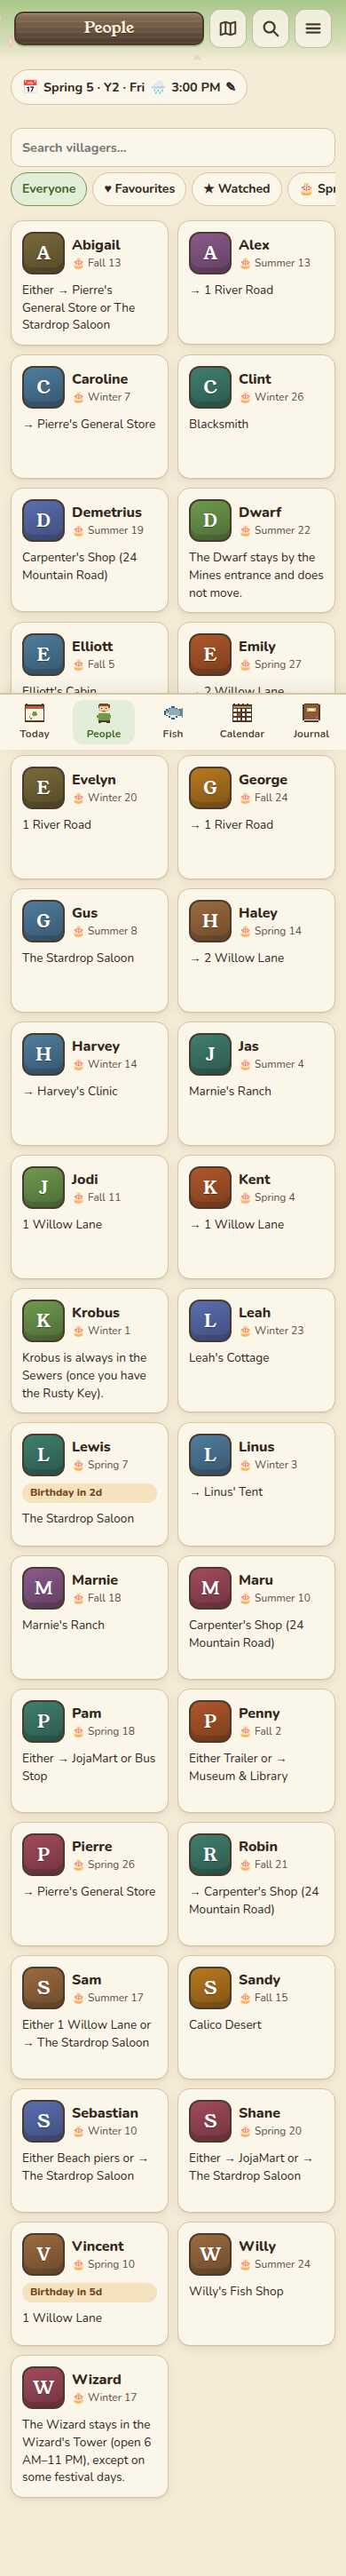 People
Spring 5 · Y2 · Fri 🌧️ 3:00 PM ✎
Search villagers...
Everyone
♥ Favourites
★ Watched
Spr
A
Abigail
Fall 13
Either → Pierre's
General Store or The
Stardrop Saloon
A
Alex
Summer 13
→ 1 River Road
C
Caroline
Winter 7
→ Pierre's General Store
C
Clint
Winter 26
Blacksmith
D
Demetrius
Summer 19
Carpenter's Shop (24
Mountain Road)
D
Dwarf
Summer 22
The Dwarf stays by the
Mines entrance and does
not move.
E
Elliott
Fall 5
Elliott's Cabin
E
Emily
Spring 27
→ 2 Willow Lane
Today
People
Fish
Calendar
Journal
E
Evelyn
Winter 20
1 River Road
G
George
Fall 24
→ 1 River Road
G
Gus
Summer 8
The Stardrop Saloon
H
Haley
Spring 14
→ 2 Willow Lane
H
Harvey
Winter 14
→ Harvey's Clinic
J
Jas
Summer 4
Marnie's Ranch
J
Jodi
Fall 11
1 Willow Lane
K
Kent
Spring 4
→ 1 Willow Lane
K
Krobus
Winter 1
Krobus is always in the
Sewers (once you have
the Rusty Key).
L
Leah
Winter 23
Leah's Cottage
L
Lewis
Spring 7
Birthday in 2d
The Stardrop Saloon
L
Linus
Winter 3
→ Linus' Tent
M
Marnie
Fall 18
Marnie's Ranch
M
Maru
Summer 10
Carpenter's Shop (24
Mountain Road)
P
Pam
Spring 18
Either → JojaMart or Bus
Stop
P
Penny
Fall 2
Either Trailer or →
Museum & Library
P
Pierre
Spring 26
→ Pierre's General Store
R
Robin
Fall 21
→ Carpenter's Shop (24
Mountain Road)
S
Sam
Summer 17
Either 1 Willow Lane or
→ The Stardrop Saloon
S
Sandy
Fall 15
Calico Desert
S
Sebastian
Winter 10
Either Beach piers or →
The Stardrop Saloon
S
Shane
Spring 20
Either → JojaMart or →
The Stardrop Saloon
V
Vincent
Spring 10
Birthday in 5d
1 Willow Lane
W
Willy
Summer 24
Willy's Fish Shop
W
Wizard
Winter 17
The Wizard stays in the
Wizard's Tower (open 6
AM–11 PM), except on
some festival days.